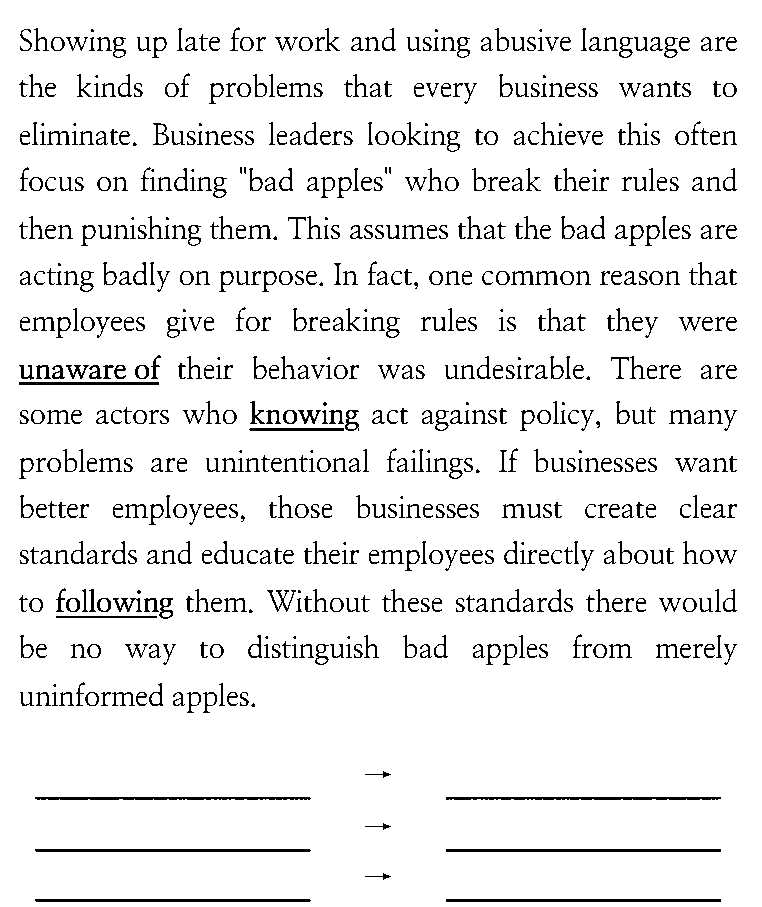 Showing up late for work and using abusive language are
the kinds of problems that every business wants to
eliminate. Business leaders looking to achieve this often
focus on finding "bad apples" who break their rules and
then punishing them. This assumes that the bad apples are
acting badly on purpose. In fact, one common reason that
employees give for breaking rules is that they were
unaware of their behavior was undesirable. There are
some actors who knowing act against policy, but many
problems are unintentional failings. If businesses want
better employees, those businesses must create clear
standards and educate their employees directly about how
to following them. Without these standards there would
be no way to distinguish bad apples from merely
uninformed apples.
→
→
→